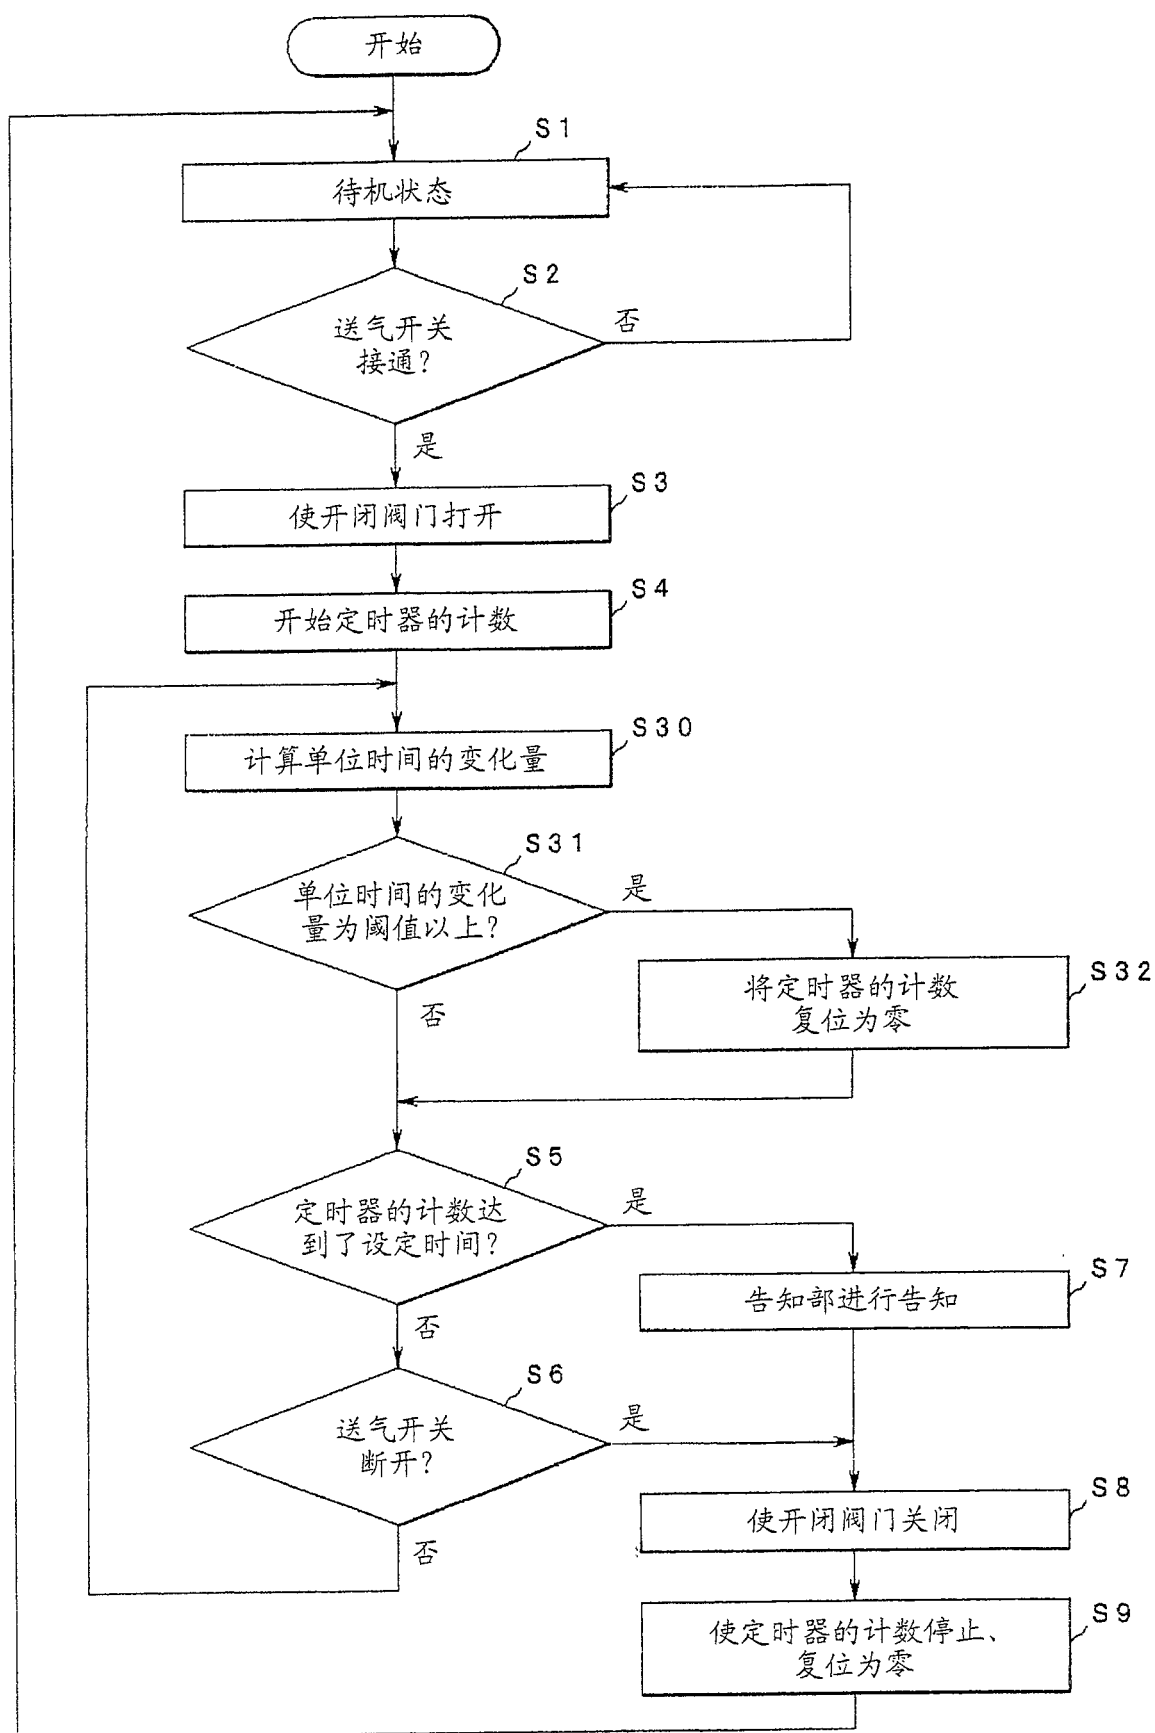 开始
S1
待机状态
S2
送气开关
接通?
否
是
S3
使开闭阀门打开
S4
开始定时器的计数
S30
计算单位时间的变化量
S31
单位时间的变化
量为阈值以上?
是
否
S32
将定时器的计数
复位为零
S5
定时器的计数达
到了设定时间?
是
否
S7
告知部进行告知
S6
送气开关
断开?
是
否
S8
使开闭阀门关闭
S9
使定时器的计数停止、
复位为零